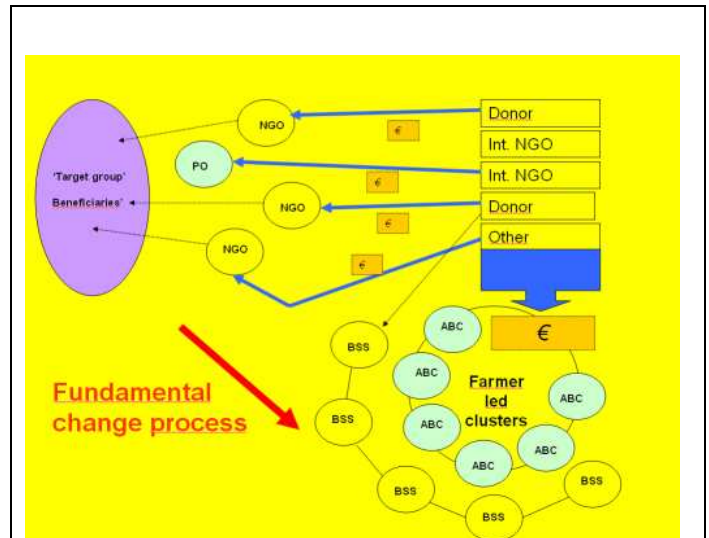 Donor
NGO
€
Int. NGO
PO
Int. NGO
€
'Target group'
Beneficiaries'
NGO
Donor
€
Other
NGO
€
€
ABC
BSS
ABC
Farmer
led
clusters
ABC
Fundamental
change process
BSS
ABC
ABC
ABC
BSS
BSS
BSS